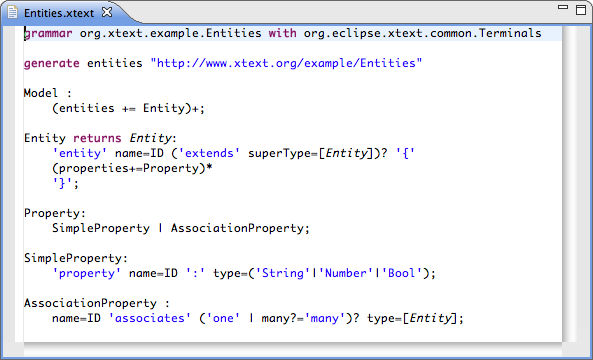 Entities.xtext
grammar org.xtext.example.Entities with org.eclipse.xtext.common.Terminals
generate entities "http://www.xtext.org/example/Entities"
Model :
(entities += Entity)+;
Entity returns Entity:
'entity' name=ID ('extends' superType=[Entity])? '{'
(properties+=Property)*
'}';
Property:
SimpleProperty | AssociationProperty;
SimpleProperty:
'property' name=ID ':' type=('String'|'Number'|'Bool');
AssociationProperty :
name=ID 'associates' ('one' | many?='many')? type=[Entity];